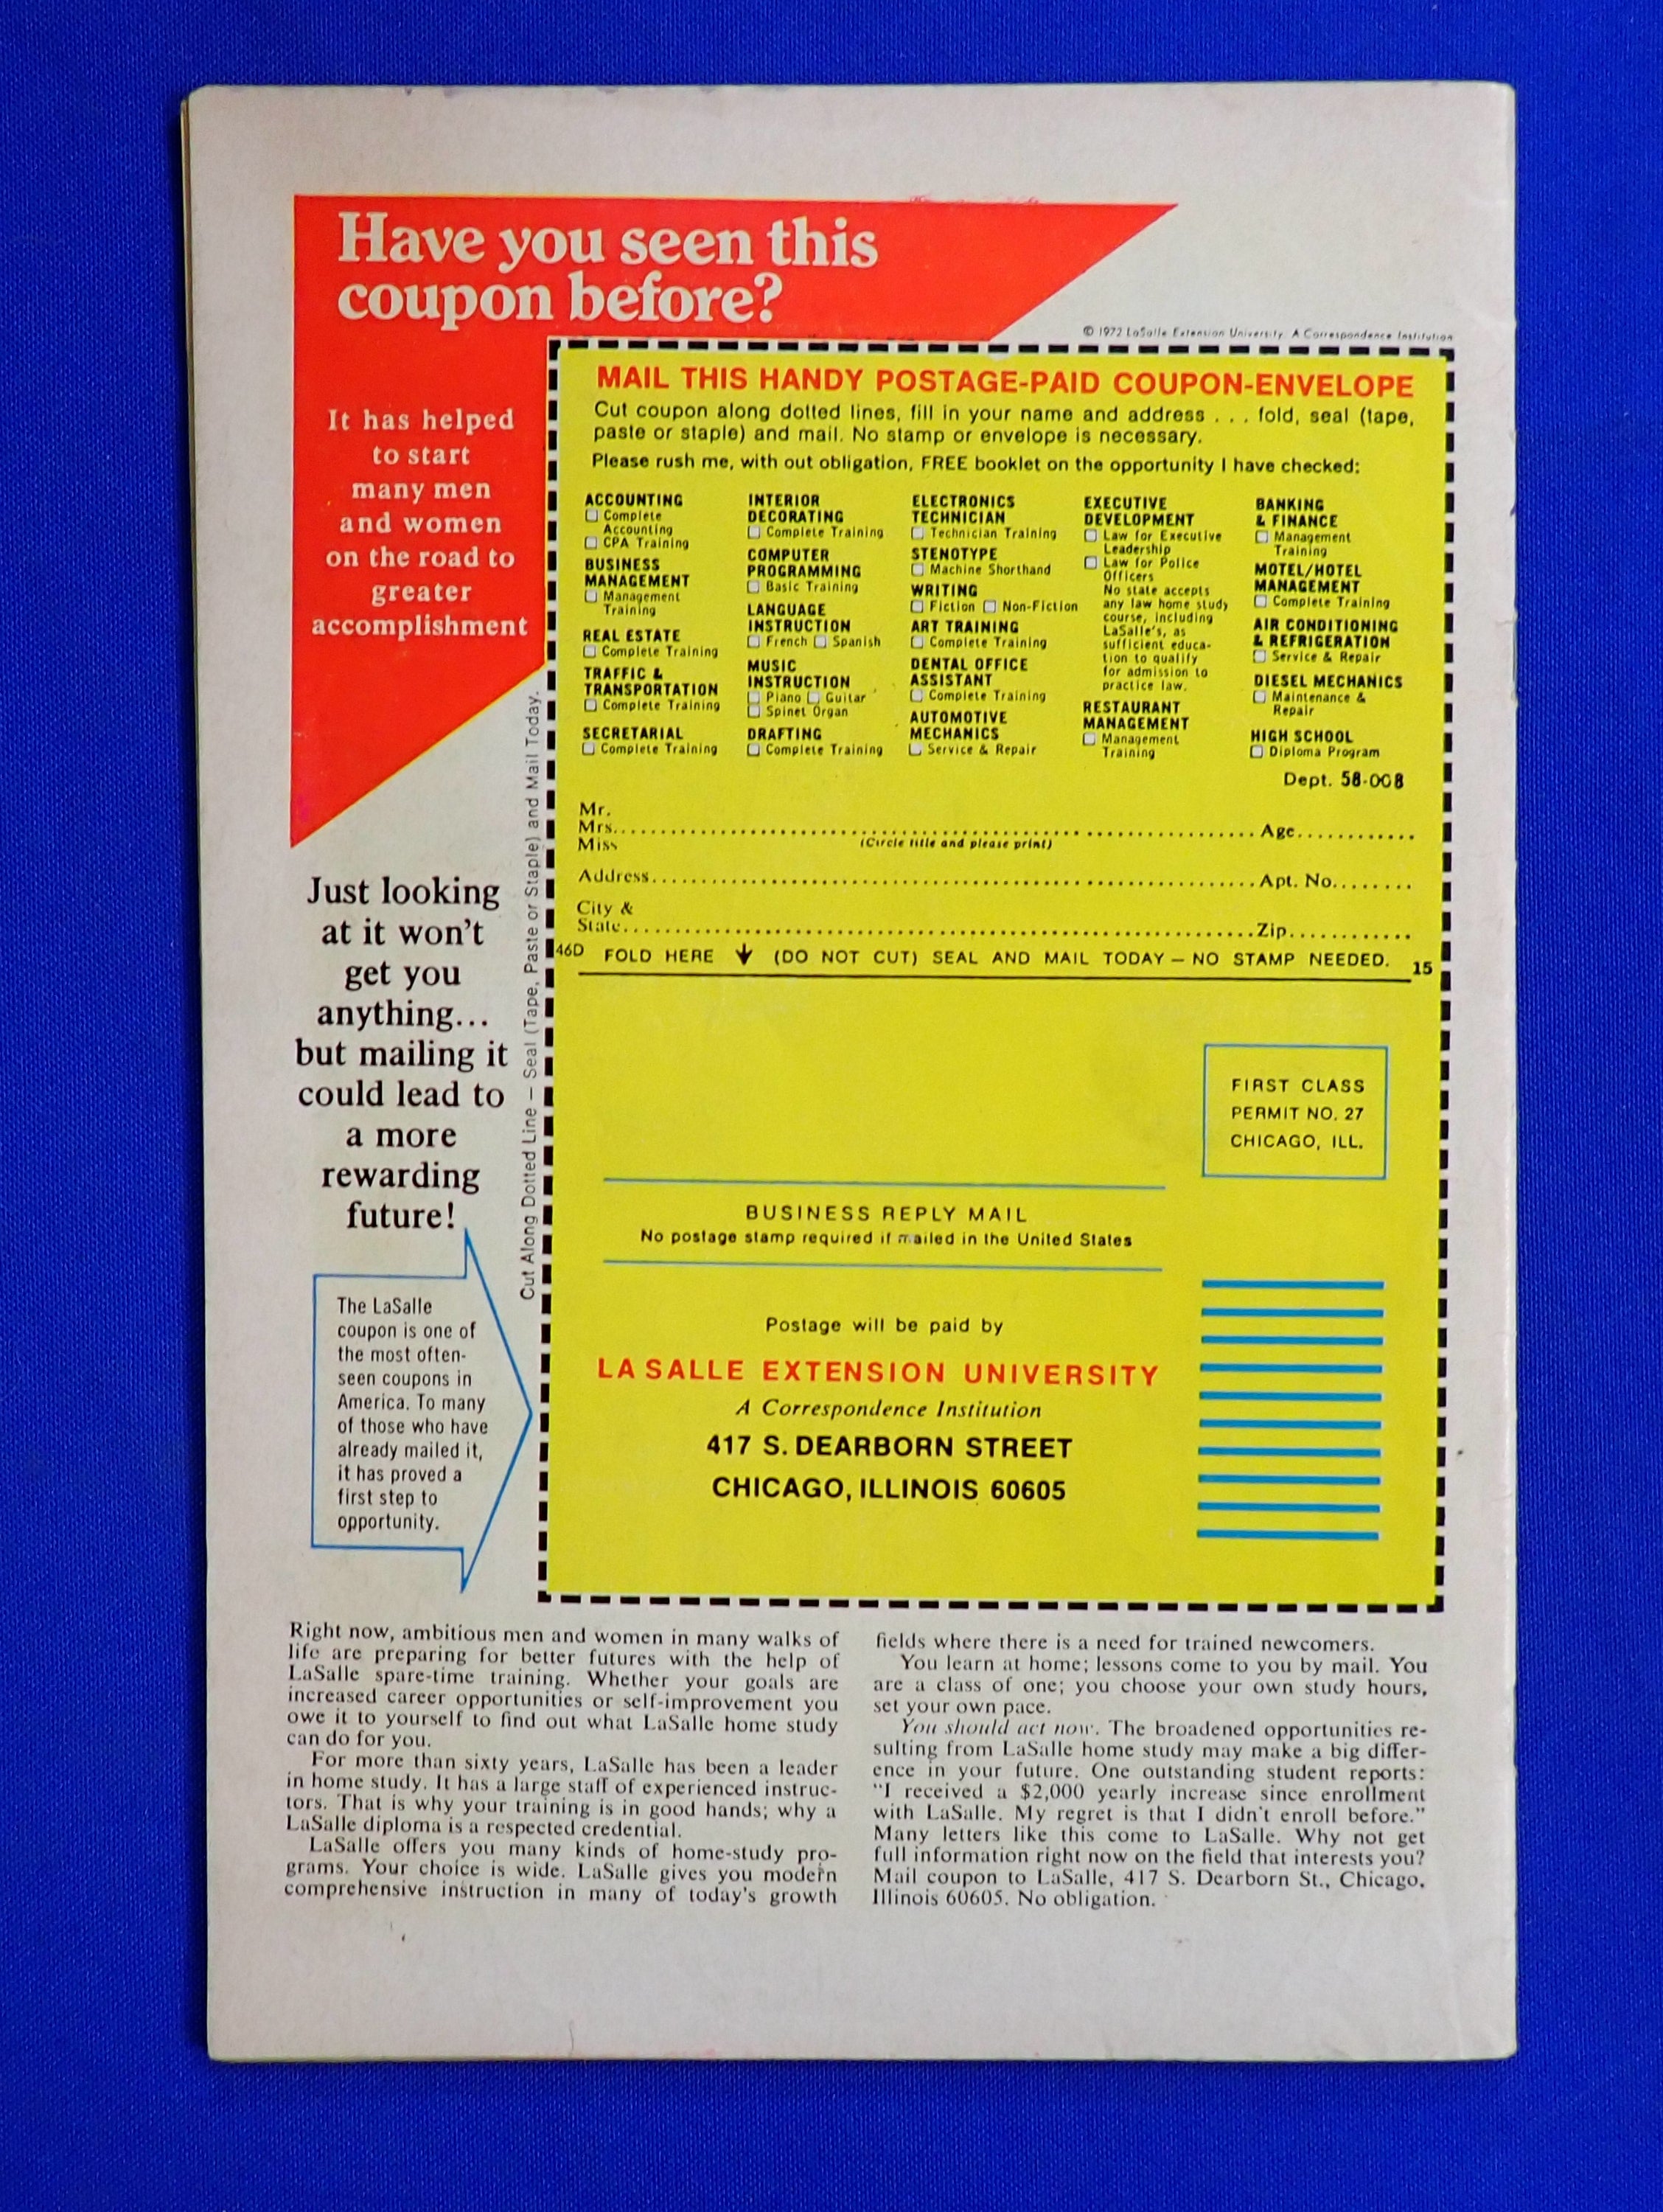 Have you seen this
coupon before?
© 1972 LaSalle Extension University. A Correspondence Institution
It has helped
to start
many men
and women
on the road to
greater
accomplishment
MAIL THIS HANDY POSTAGE-PAID COUPON-ENVELOPE
Cut coupon along dotted lines, fill in your name and address . . . fold, seal (tape,
paste or staple) and mail. No stamp or envelope is necessary.
Please rush me, with out obligation, FREE booklet on the opportunity I have checked:
ACCOUNTING
☐ Complete
Accounting
☐ CPA Training
BUSINESS
MANAGEMENT
☐ Management
Training
REAL ESTATE
☐ Complete Training
TRAFFIC &
TRANSPORTATION
☐ Complete Training
SECRETARIAL
☐ Complete Training
INTERIOR
DECORATING
☐ Complete Training
COMPUTER
PROGRAMMING
☐ Basic Training
LANGUAGE
INSTRUCTION
☐ French ☐ Spanish
MUSIC
INSTRUCTION
☐ Piano ☐ Guitar
☐ Spinet Organ
DRAFTING
☐ Complete Training
ELECTRONICS
TECHNICIAN
☐ Technician Training
STENOTYPE
☐ Machine Shorthand
WRITING
☐ Fiction ☐ Non-Fiction
ART TRAINING
☐ Complete Training
DENTAL OFFICE
ASSISTANT
☐ Complete Training
AUTOMOTIVE
MECHANICS
☐ Service & Repair
EXECUTIVE
DEVELOPMENT
☐ Law for Executive
Leadership
☐ Law for Police
Officers
No state accepts
any law home study
course, including
LaSalle's, as
sufficient educa-
tion to qualify
for admission to
practice law.
RESTAURANT
MANAGEMENT
☐ Management
Training
BANKING
& FINANCE
☐ Management
Training
MOTEL/HOTEL
MANAGEMENT
☐ Complete Training
AIR CONDITIONING
& REFRIGERATION
☐ Service & Repair
DIESEL MECHANICS
☐ Maintenance &
Repair
HIGH SCHOOL
☐ Diploma Program
Dept. 58-008
Mr.
Mrs. Age
Miss (Circle title and please print)
Address Apt. No.
City &
State Zip
46D FOLD HERE ↓ (DO NOT CUT) SEAL AND MAIL TODAY – NO STAMP NEEDED. 15
Cut Along Dotted Line – Seal (Tape, Paste or Staple) and Mail Today.
Just looking
at it won't
get you
anything...
but mailing it
could lead to
a more
rewarding
future!
The LaSalle
coupon is one of
the most often-
seen coupons in
America. To many
of those who have
already mailed it,
it has proved a
first step to
opportunity.
FIRST CLASS
PERMIT NO. 27
CHICAGO, ILL.
BUSINESS REPLY MAIL
No postage stamp required if mailed in the United States
Postage will be paid by
LA SALLE EXTENSION UNIVERSITY
A Correspondence Institution
417 S. DEARBORN STREET
CHICAGO, ILLINOIS 60605
Right now, ambitious men and women in many walks of
life are preparing for better futures with the help of
LaSalle spare-time training. Whether your goals are
increased career opportunities or self-improvement you
owe it to yourself to find out what LaSalle home study
can do for you.
For more than sixty years, LaSalle has been a leader
in home study. It has a large staff of experienced instruc-
tors. That is why your training is in good hands; why a
LaSalle diploma is a respected credential.
LaSalle offers you many kinds of home-study pro-
grams. Your choice is wide. LaSalle gives you modern
comprehensive instruction in many of today's growth
fields where there is a need for trained newcomers.
You learn at home; lessons come to you by mail. You
are a class of one; you choose your own study hours,
set your own pace.
You should act now. The broadened opportunities re-
sulting from LaSalle home study may make a big differ-
ence in your future. One outstanding student reports:
"I received a $2,000 yearly increase since enrollment
with LaSalle. My regret is that I didn't enroll before."
Many letters like this come to LaSalle. Why not get
full information right now on the field that interests you?
Mail coupon to LaSalle, 417 S. Dearborn St., Chicago,
Illinois 60605. No obligation.